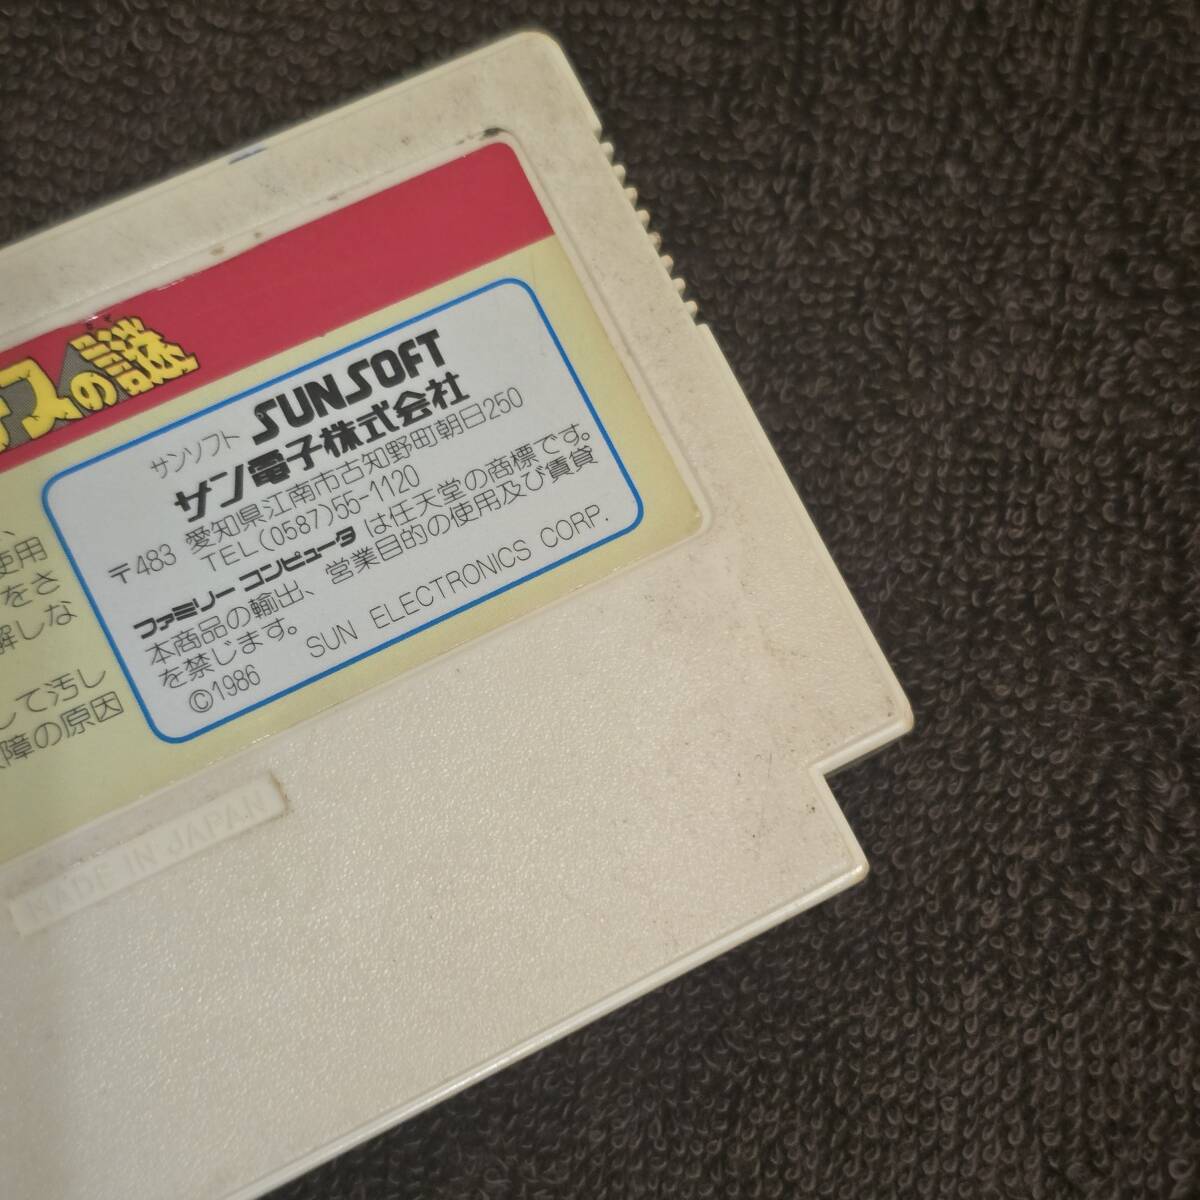 スの謎
なぞ
サンソフト SUNSOFT
サン電子株式会社
〒483 愛知県江南市古知野町朝日250
TEL(0587)55-1120
ファミリーコンピュータは任天堂の商標です。
本商品の輸出、営業目的の使用及び賃貸
を禁じます。
©1986 SUN ELECTRONICS CORP.
使用
をさ
解しな
して汚し
故障の原因
MADE IN JAPAN